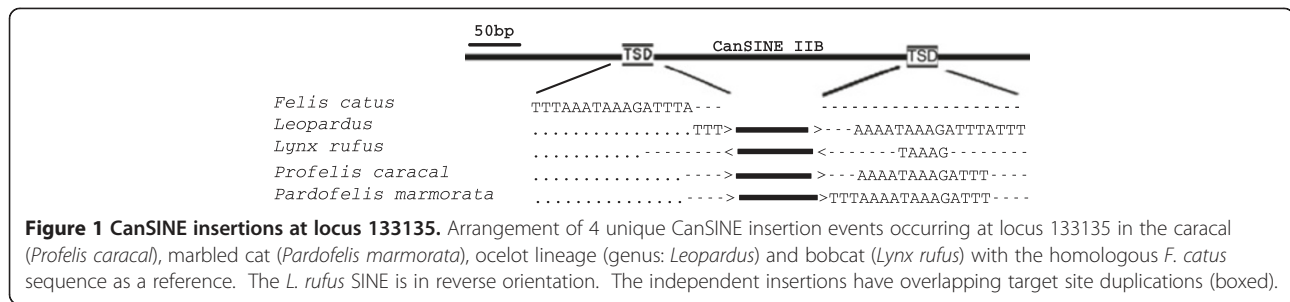 50bp
TSD CanSINE IIB TSD
Felis catus TTTAAATAAAGATTTA--- -------------------
Leopardus ................TTT> >---AAAATAAAGATTTATTT
Lynx rufus ...........--------< <-------TAAAG--------
Profelis caracal ...............----> >---AAAATAAAGATTT----
Pardofelis marmorata ...............----> >TTTAAAATAAAGATTT----
Figure 1 CanSINE insertions at locus 133135. Arrangement of 4 unique CanSINE insertion events occurring at locus 133135 in the caracal
(Profelis caracal), marbled cat (Pardofelis marmorata), ocelot lineage (genus: Leopardus) and bobcat (Lynx rufus) with the homologous F. catus
sequence as a reference. The L. rufus SINE is in reverse orientation. The independent insertions have overlapping target site duplications (boxed).